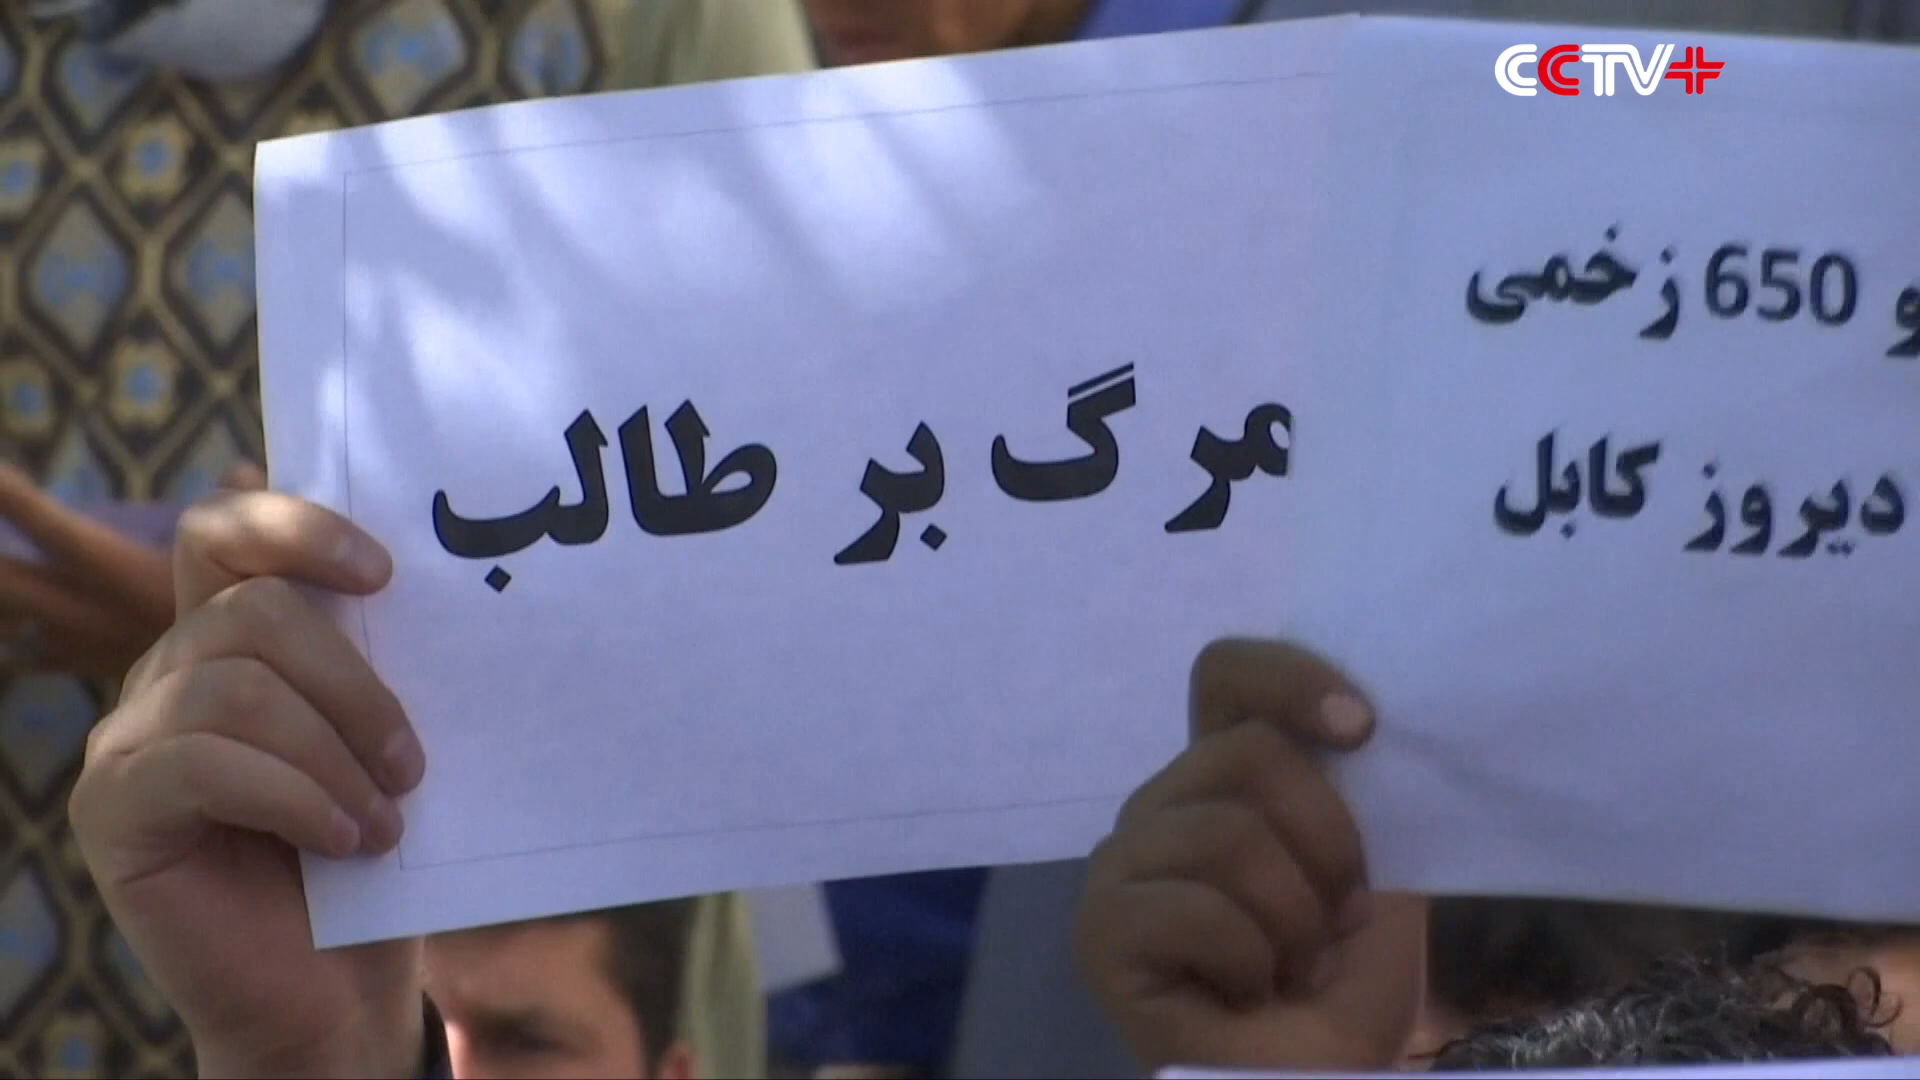 CCTV+
و 650 زخمی
دیروز کابل
مرگ بر طالب